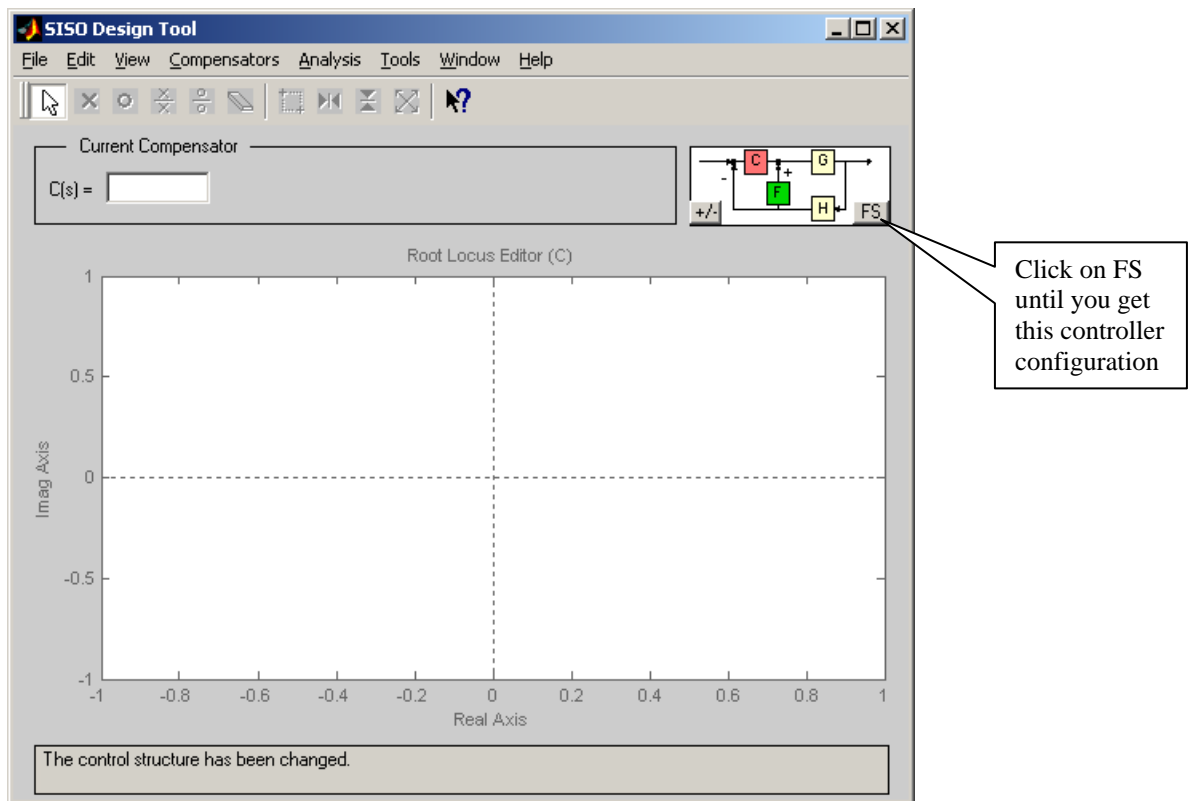 SISO Design Tool
File Edit View Compensators Analysis Tools Window Help
Current Compensator
C(s) =
C
G
+
-
F
H
+/-
FS
Click on FS
until you get
this controller
configuration
Root Locus Editor (C)
1
0.5
0
-0.5
-1
Imag Axis
-1 -0.8 -0.6 -0.4 -0.2 0 0.2 0.4 0.6 0.8 1
Real Axis
The control structure has been changed.